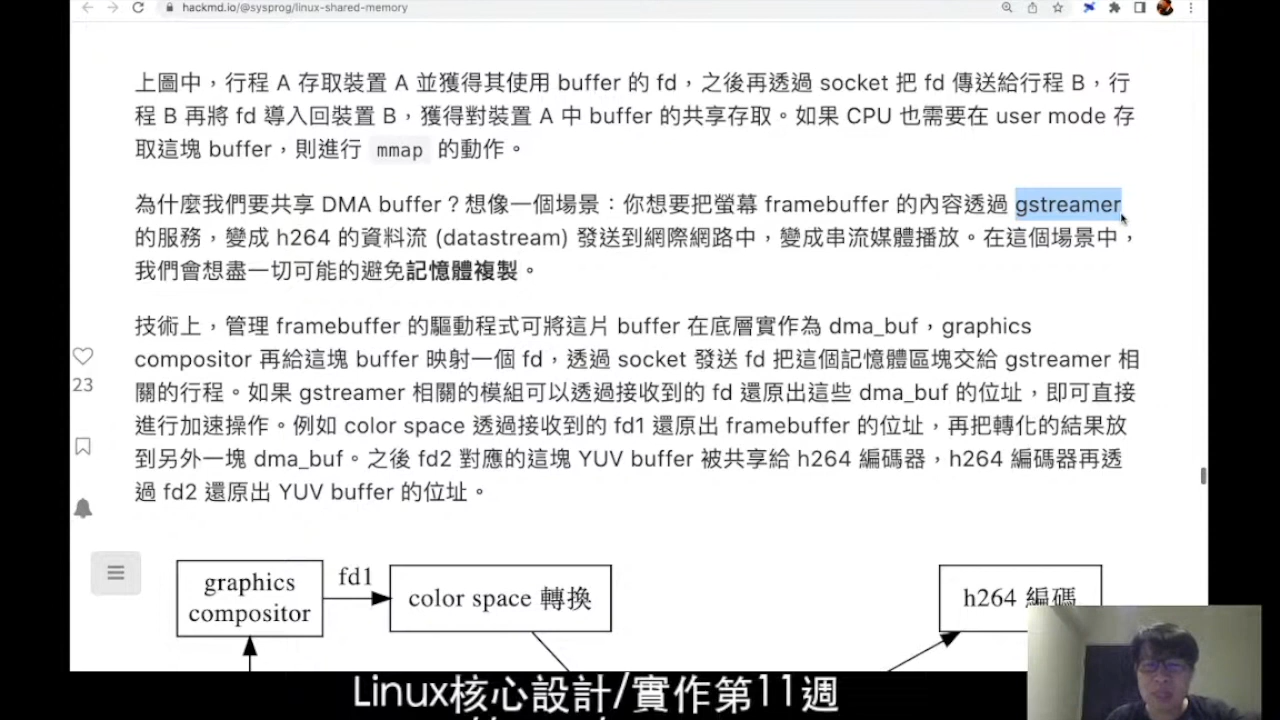 hackmd.io/@sysprog/linux-shared-memory
上圖中，行程 A 存取裝置 A 並獲得其使用 buffer 的 fd，之後再透過 socket 把 fd 傳送給行程 B，行
程 B 再將 fd 導入回裝置 B，獲得對裝置 A 中 buffer 的共享存取。如果 CPU 也需要在 user mode 存
取這塊 buffer，則進行 mmap 的動作。
為什麼我們要共享 DMA buffer？想像一個場景：你想要把螢幕 framebuffer 的內容透過 gstreamer
的服務，變成 h264 的資料流 (datastream) 發送到網際網路中，變成串流媒體播放。在這個場景中，
我們會想盡一切可能的避免記憶體複製。
技術上，管理 framebuffer 的驅動程式可將這片 buffer 在底層實作為 dma_buf，graphics
compositor 再給這塊 buffer 映射一個 fd，透過 socket 發送 fd 把這個記憶體區塊交給 gstreamer 相
關的行程。如果 gstreamer 相關的模組可以透過接收到的 fd 還原出這些 dma_buf 的位址，即可直接
進行加速操作。例如 color space 透過接收到的 fd1 還原出 framebuffer 的位址，再把轉化的結果放
到另外一塊 dma_buf。之後 fd2 對應的這塊 YUV buffer 被共享給 h264 編碼器，h264 編碼器再透
過 fd2 還原出 YUV buffer 的位址。
23
graphics
compositor
fd1
color space 轉換
h264 編碼
Linux核心設計/實作第11週